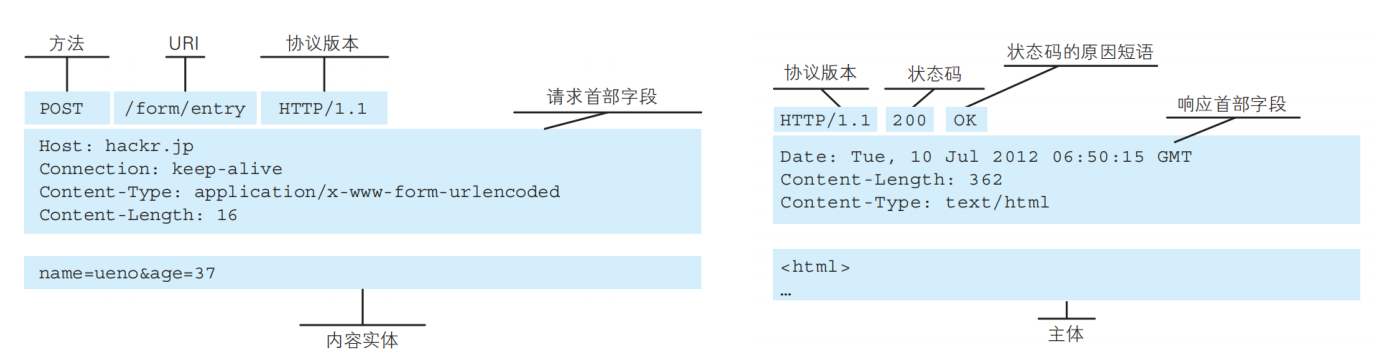 方法 URI 协议版本
POST /form/entry HTTP/1.1
请求首部字段
Host: hackr.jp
Connection: keep-alive
Content-Type: application/x-www-form-urlencoded
Content-Length: 16
name=ueno&age=37
内容实体
状态码的原因短语
协议版本 状态码
响应首部字段
HTTP/1.1 200 OK
Date: Tue, 10 Jul 2012 06:50:15 GMT
Content-Length: 362
Content-Type: text/html
<html>
…
主体